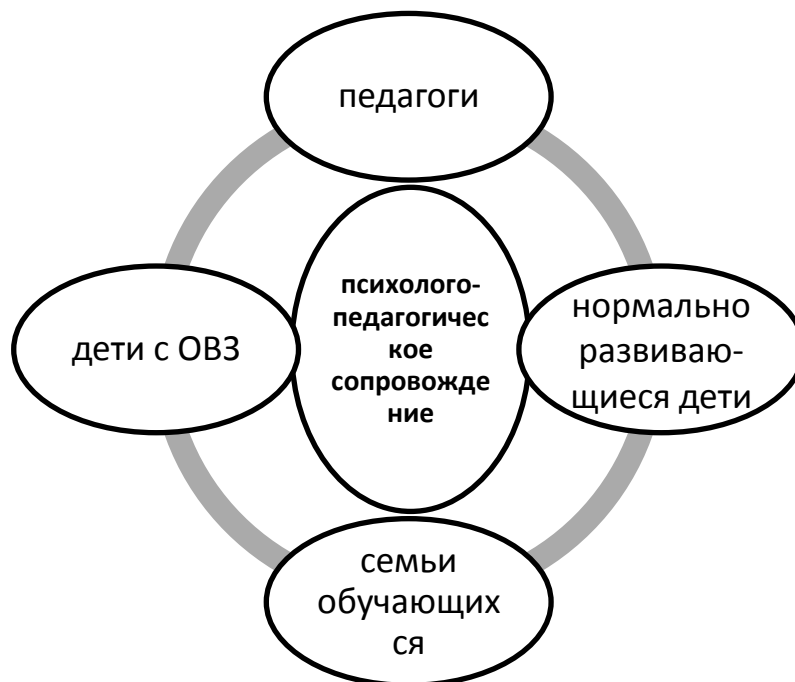 педагоги
дети с ОВЗ
психолого-
педагогичес
кое
сопровожде
ние
нормально
развиваю-
щиеся дети
семьи
обучающих
ся